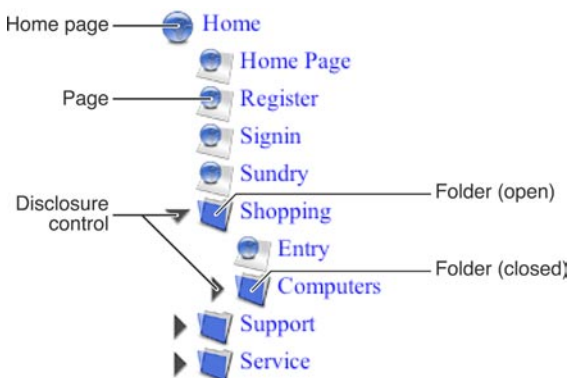 Home page
Home
Home Page
Page
Register
Signin
Sundry
Folder (open)
Disclosure
control
Shopping
Entry
Folder (closed)
Computers
Support
Service